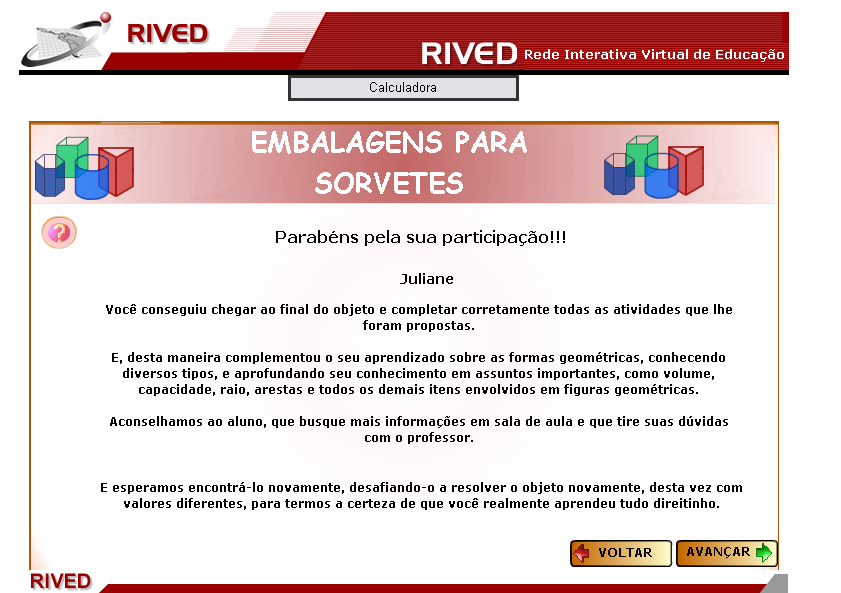 RIVED
RIVED Rede Interativa Virtual de Educação
Calculadora
EMBALAGENS PARA
SORVETES
?
Parabéns pela sua participação!!!
Juliane
Você conseguiu chegar ao final do objeto e completar corretamente todas as atividades que lhe
foram propostas.
E, desta maneira complementou o seu aprendizado sobre as formas geométricas, conhecendo
diversos tipos, e aprofundando seu conhecimento em assuntos importantes, como volume,
capacidade, raio, arestas e todos os demais itens envolvidos em figuras geométricas.
Aconselhamos ao aluno, que busque mais informações em sala de aula e que tire suas dúvidas
com o professor.
E esperamos encontrá-lo novamente, desafiando-o a resolver o objeto novamente, desta vez com
valores diferentes, para termos a certeza de que você realmente aprendeu tudo direitinho.
VOLTAR
AVANÇAR
RIVED